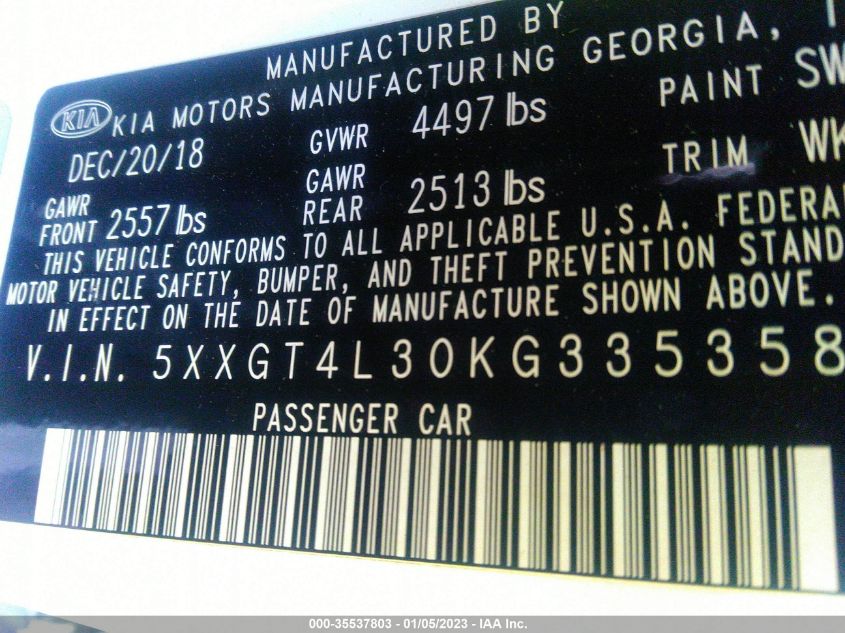 MANUFACTURED BY
KIA KIA MOTORS MANUFACTURING GEORGIA,
DEC/20/18 GVWR 4497 lbs PAINT SW
GAWR FRONT 2557 lbs GAWR REAR 2513 lbs TRIM WK
THIS VEHICLE CONFORMS TO ALL APPLICABLE U.S.A. FEDERA
MOTOR VEHICLE SAFETY, BUMPER, AND THEFT PREVENTION STAND
IN EFFECT ON THE DATE OF MANUFACTURE SHOWN ABOVE.
V.I.N. 5XXGT4L30KG335358
PASSENGER CAR
000-35537803 - 01/05/2023 - IAA Inc.